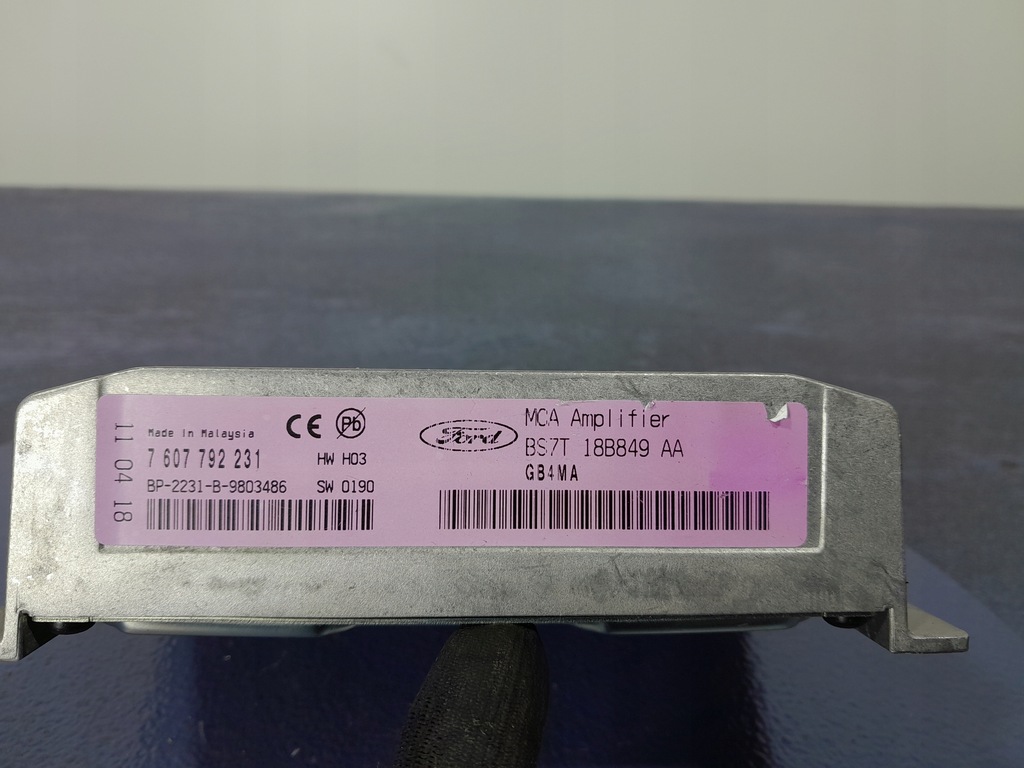 11 04 18
Made In Malaysia
CE Pb
7 607 792 231
HW H03
BP-2231-B-9803486
SW 0190
Ford
MCA Amplifier
BS7T 18B849 AA
GB4MA